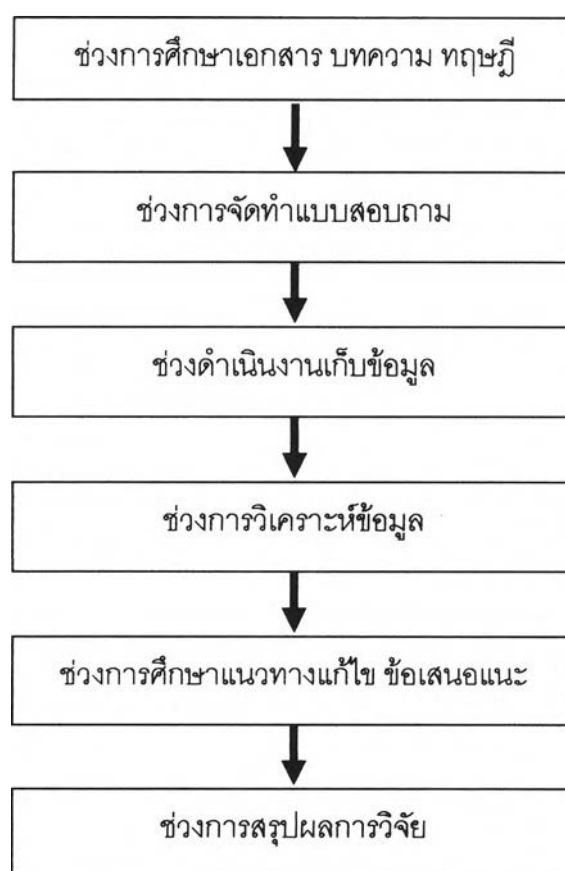 ช่วงการศึกษาเอกสาร บทความ ทฤษฎี
ช่วงการจัดทำแบบสอบถาม
ช่วงดำเนินงานเก็บข้อมูล
ช่วงการวิเคราะห์ข้อมูล
ช่วงการศึกษาแนวทางแก้ไข ข้อเสนอแนะ
ช่วงการสรุปผลการวิจัย